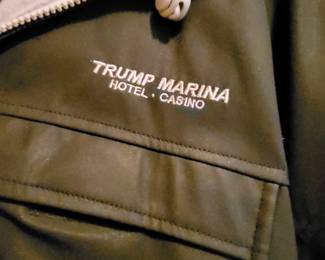 TRUMP MARINA
HOTEL • CASINO